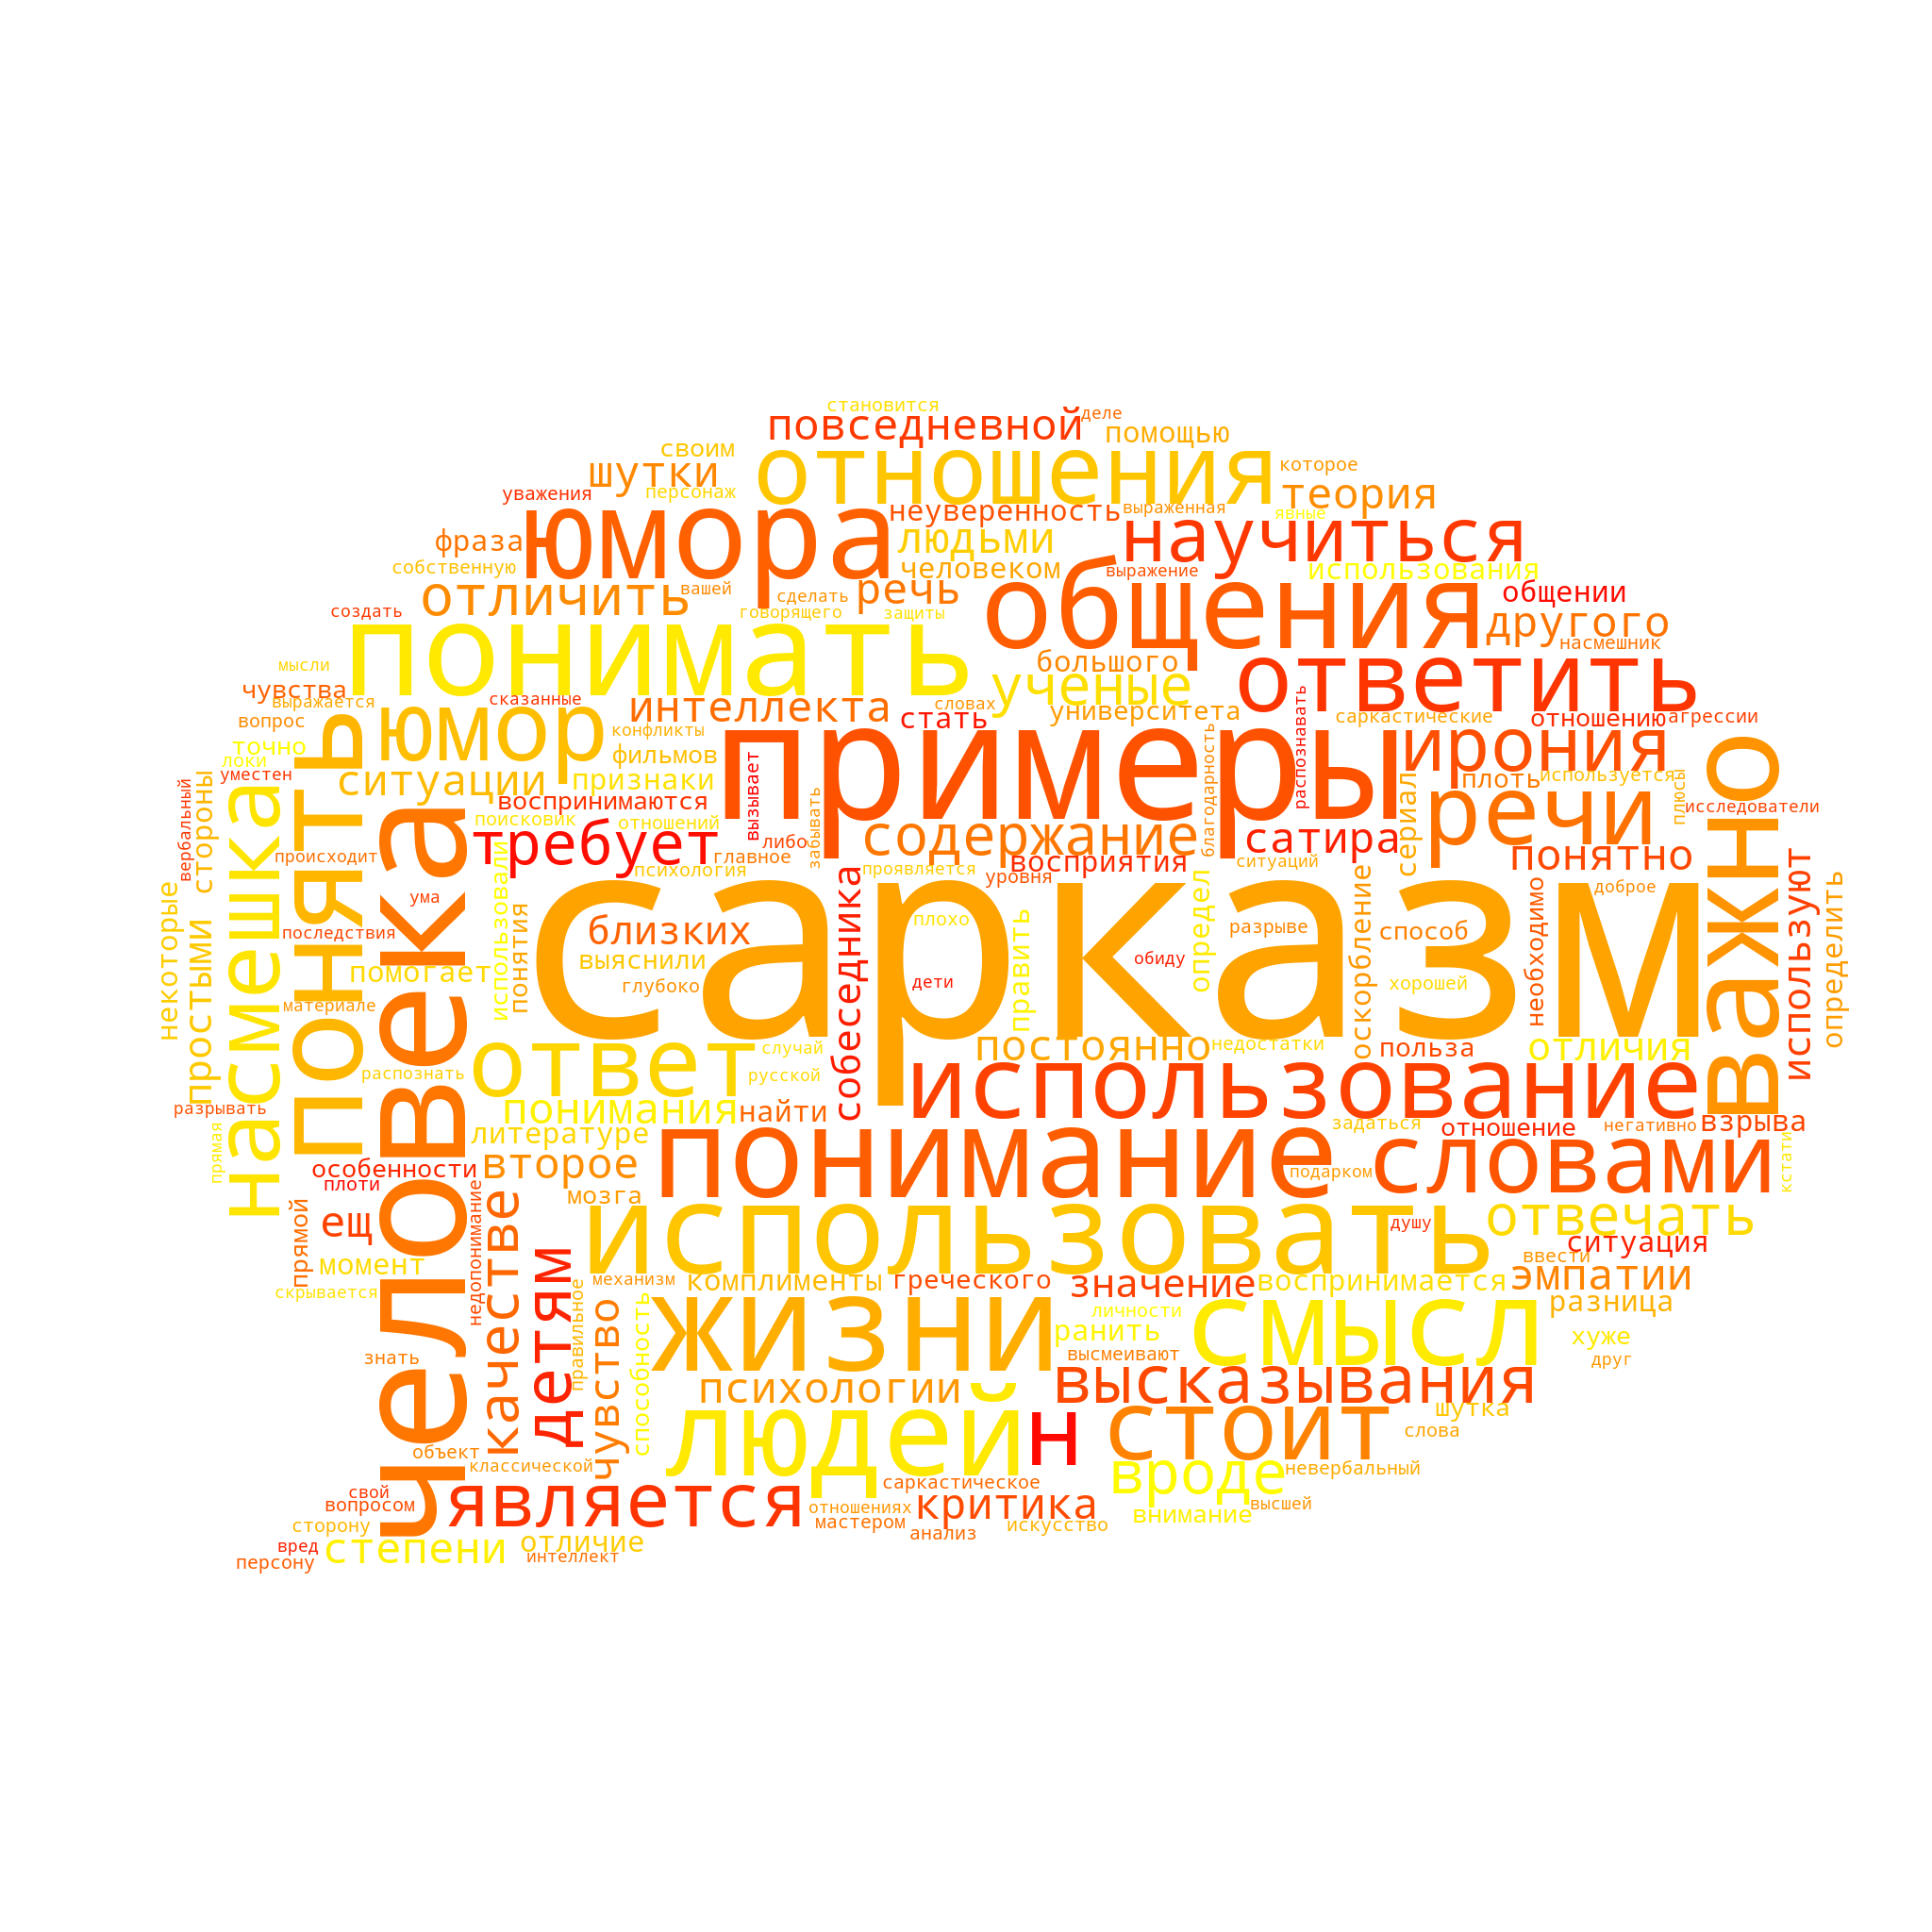 становится
повседневной
деле
помощью
своим
отношения
которое
шутки
теория
уважения
персонаж
юмора
неуверенность
выраженная
явные
научиться
фраза
людьми
собственную
человеком
выражение
использования
отличить
вашей
сделать
речь
общения
общении
создать
говорящего
защиты
другого
понимать
насмешник
мысли
большого
ответить
чувства
выражается
сказанные
интеллекта
словах
ученые
стать
университета
распознавать
саркастические
отношению
агрессии
вопрос
юмор
конфликты
точно
локи
фильмов
примеры
благодарность
ирония
уместен
ситуации
признаки
вызывает
плоть
используется
плюсы
стороны
вербальный
насмешка
понять
воспринимаются
забывать
сериал
речи
исследователи
важно
поисковик
отношений
требует
либо
содержание
сатира
происходит
главное
восприятия
ситуаций
понятно
использовали
психология
проявляется
уровня
человека
ума
сарказм
доброе
используют
определить
некоторые
простыми
последствия
понятия
близких
собеседника
плохо
править
определ
разрыве
оскорбление
способ
необходимо
помогает
выяснили
обиду
материале
глубоко
дети
хорошей
ответ
случай
постоянно
недостатки
польза
отличия
распознать
русской
использование
разрывать
понимания
найти
прямая
литературе
понимание
задаться
отношение
негативно
взрыва
особенности
второе
словами
подарком
кстати
плоти
мозга
ещ
недопонимание
качестве
использовать
душу
отвечать
прямой
момент
детям
ситуация
ввести
скрывается
механизм
комплименты
греческого
значение
воспринимается
эмпатии
правильное
чувство
способность
жизни
личности
смысл
разница
ранить
хуже
знать
высмеивают
друг
психологии
высказывания
людей
н
стоит
шутка
слова
объект
классической
вроде
невербальный
саркастическое
свой
вопросом
является
отношениях
критика
высшей
внимание
сторону
мастером
анализ
искусство
вред
степени
отличие
персону
интеллект